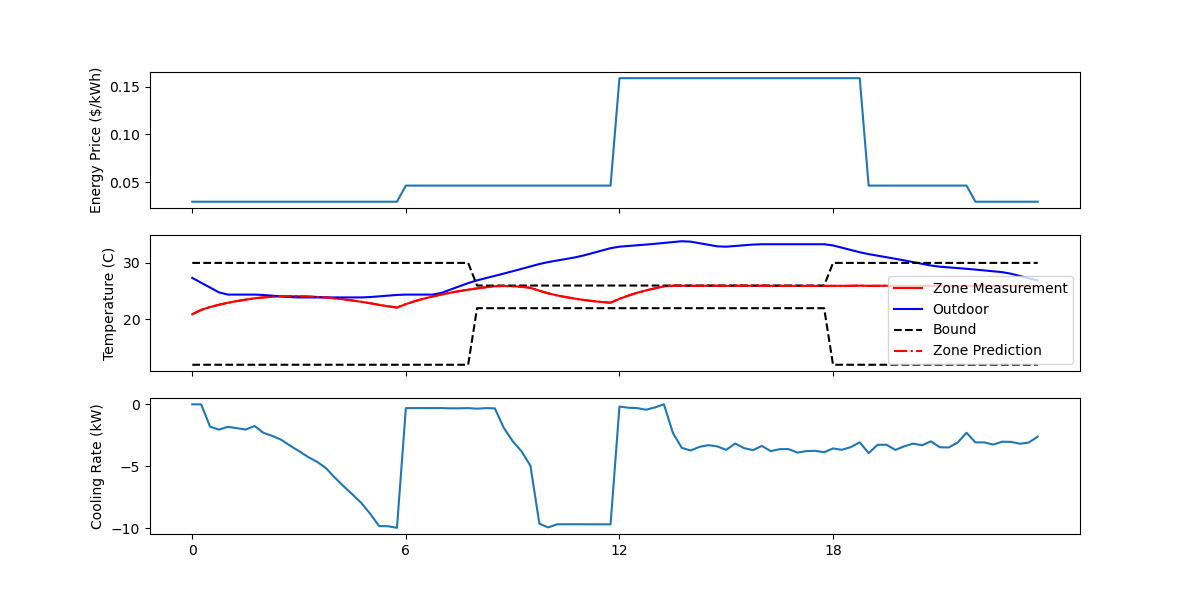 Energy Price ($/kWh)
0.15
0.10
0.05
Temperature (C)
30
20
Zone Measurement
Outdoor
Bound
Zone Prediction
Cooling Rate (kW)
0
−5
−10
0 6 12 18